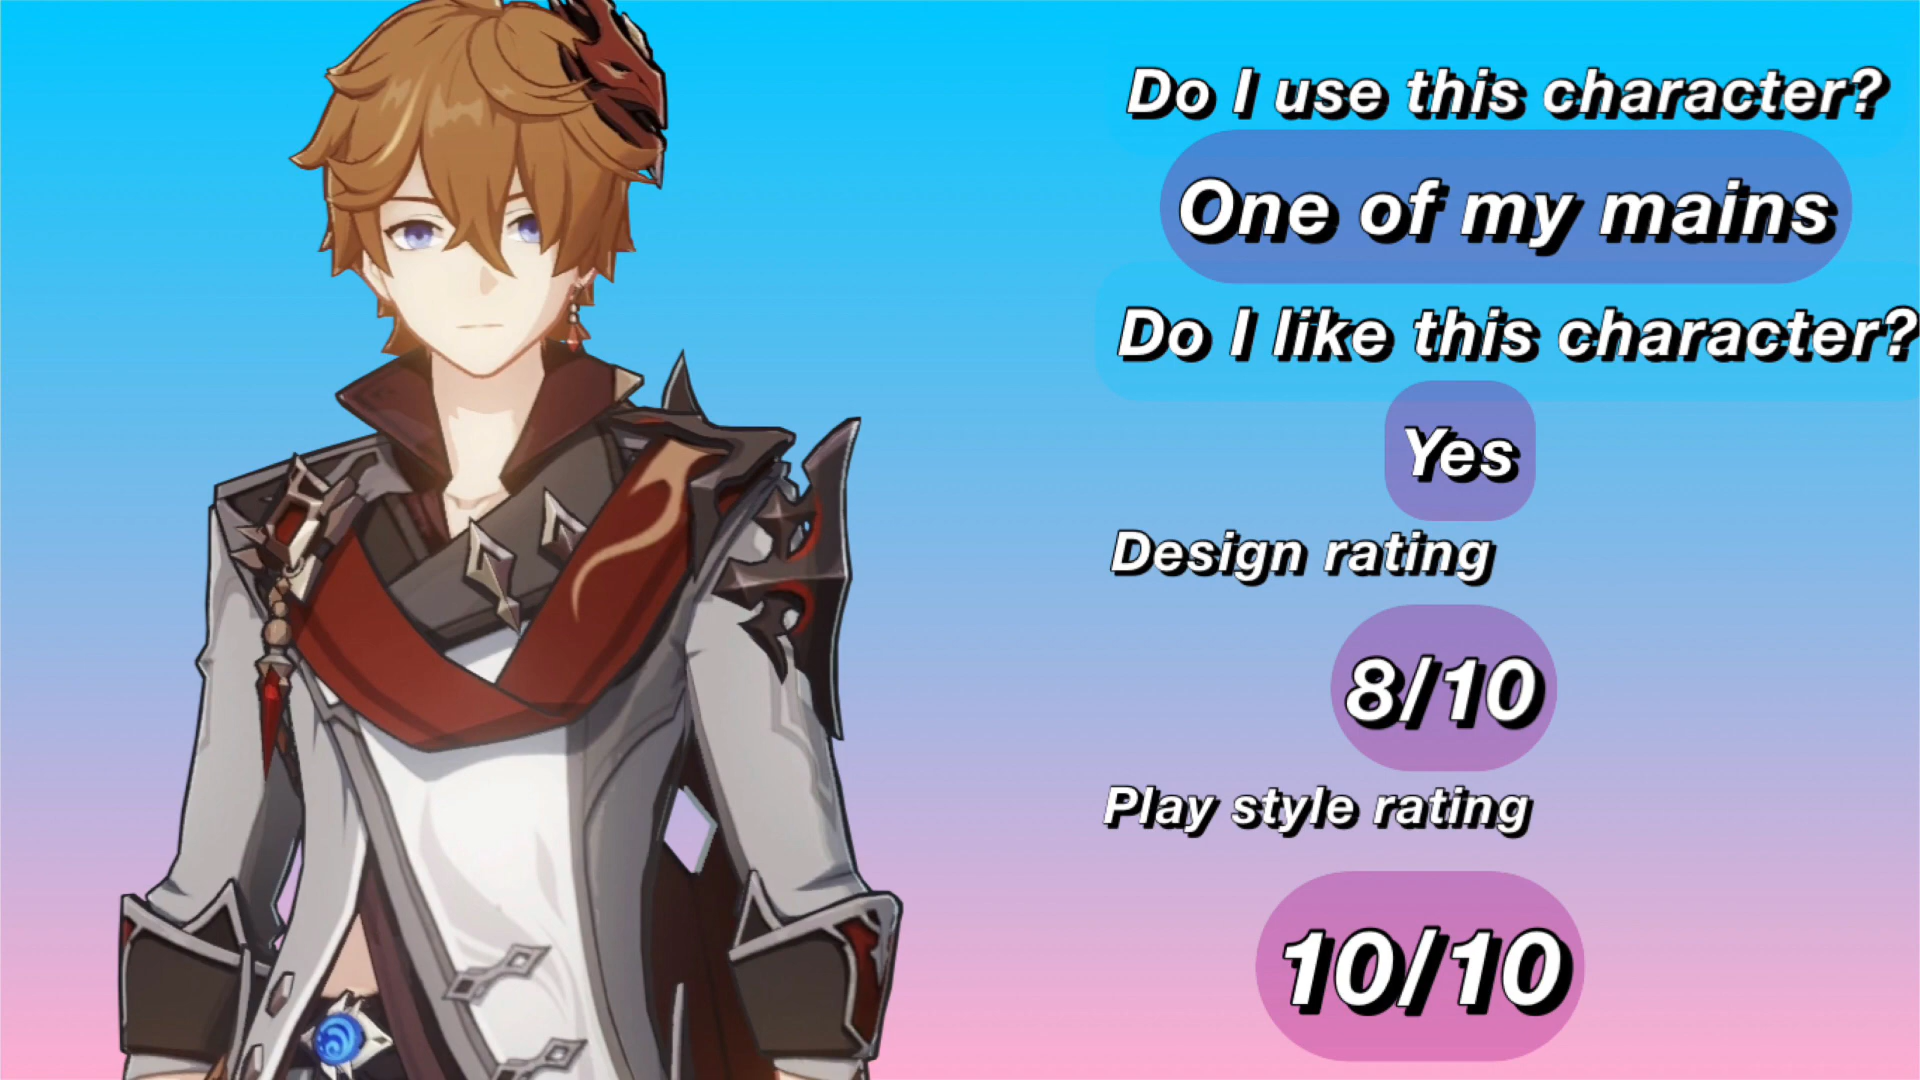 Do I use this character?
One of my mains
Do I like this character?
Yes
Design rating
8/10
Play style rating
10/10